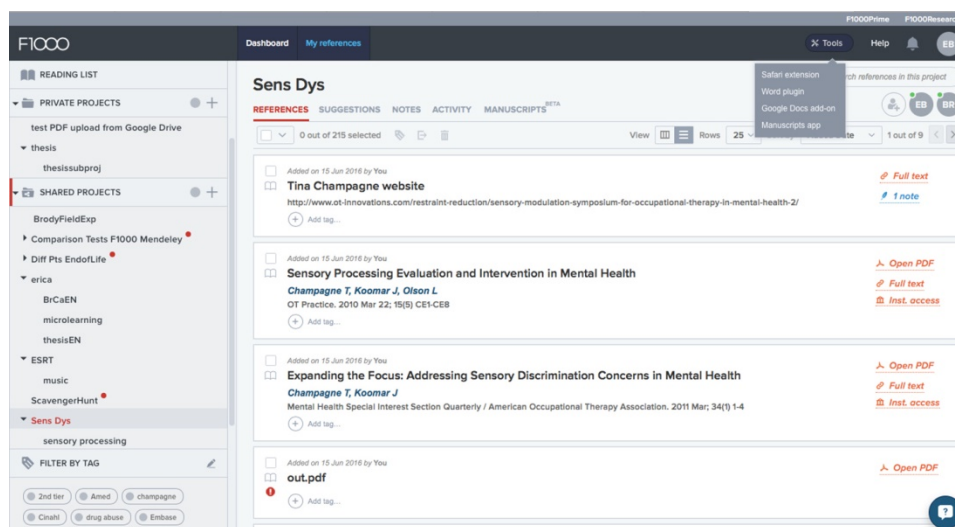 F1000Prime F1000Researc
F1000
Dashboard My references
Tools Help EB
READING LIST
PRIVATE PROJECTS
test PDF upload from Google Drive
thesis
thesissubproj
SHARED PROJECTS
BrodyFieldExp
Comparison Tests F1000 Mendeley
Diff Pts EndofLife
erica
BrCaEN
microlearning
thesisEN
ESRT
music
ScavengerHunt
Sens Dys
sensory processing
FILTER BY TAG
2nd tier Amed champagne
Cinahl drug abuse Embase
Safari extension
Word plugin
Google Docs add-on
Manuscripts app
rch references in this project
EB BR
Sens Dys
REFERENCES SUGGESTIONS NOTES ACTIVITY MANUSCRIPTS BETA
0 out of 215 selected View Rows 25 Date 1 out of 9
Added on 15 Jun 2016 by You
Tina Champagne website
http://www.ot-innovations.com/restraint-reduction/sensory-modulation-symposium-for-occupational-therapy-in-mental-health-2/
Add tag...
Full text
1 note
Added on 15 Jun 2016 by You
Sensory Processing Evaluation and Intervention in Mental Health
Champagne T, Koomar J, Olson L
OT Practice. 2010 Mar 22; 15(5) CE1-CE8
Add tag...
Open PDF
Full text
Inst. access
Added on 15 Jun 2016 by You
Expanding the Focus: Addressing Sensory Discrimination Concerns in Mental Health
Champagne T, Koomar J
Mental Health Special Interest Section Quarterly / American Occupational Therapy Association. 2011 Mar; 34(1) 1-4
Add tag...
Open PDF
Full text
Inst. access
Added on 15 Jun 2016 by You
out.pdf
Add tag...
Open PDF